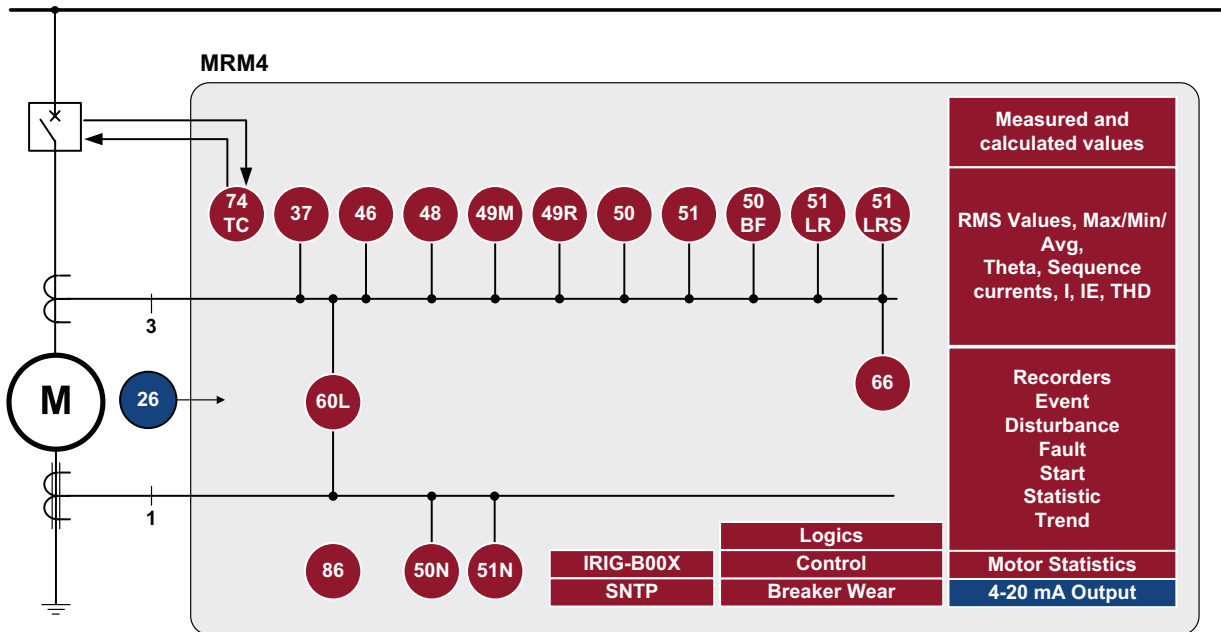 MRM4
74
TC
37
46
48
49M
49R
50
51
50
BF
51
LR
51
LRS
Measured and
calculated values
RMS Values, Max/Min/
Avg,
Theta, Sequence
currents, I, IE, THD
3
M
26
60L
66
Recorders
Event
Disturbance
Fault
Start
Statistic
Trend
1
86
50N
51N
IRIG-B00X
SNTP
Logics
Control
Breaker Wear
Motor Statistics
4-20 mA Output